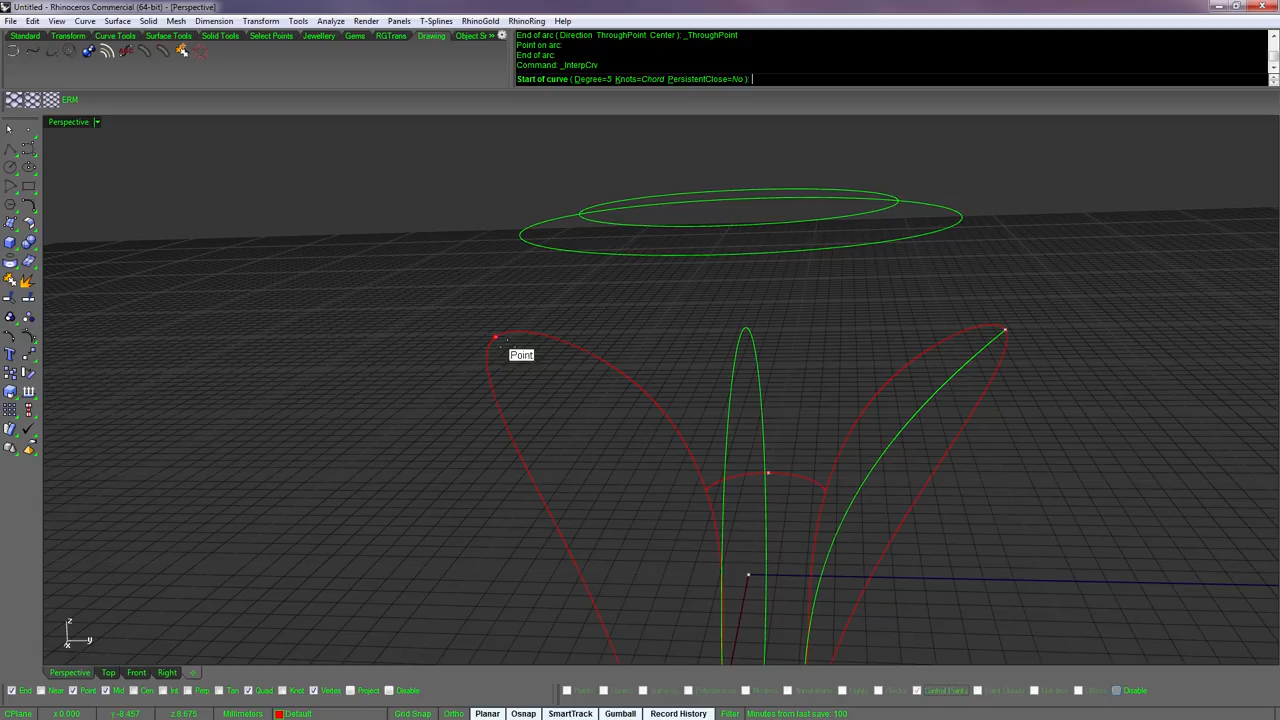 Untitled - Rhinoceros Commercial (64-bit) - [Perspective]
File Edit View Curve Surface Solid Mesh Dimension Transform Tools Analyze Render Panels T-Splines RhinoGold RhinoRing Help
Standard Transform Curve Tools Surface Tools Solid Tools Select Points Jewellery Gems RGTrans Drawing Object Sn
End of arc ( Direction ThroughPoint Center ): _ThroughPoint
Point on arc:
End of arc:
Command: _InterpCrv
Start of curve ( Degree=5 Knots=Chord PersistentClose=No ):
ERM
Perspective
Point
z
y
x
Perspective Top Front Right
End Near Point Mid Cen Int Perp Tan Quad Knot Vertex Project Disable Control Points Disable
CPlane x 0.000 y -8.457 z 8.675 Millimeters Default Grid Snap Ortho Planar Osnap SmartTrack Gumball Record History Filter Minutes from last save: 100